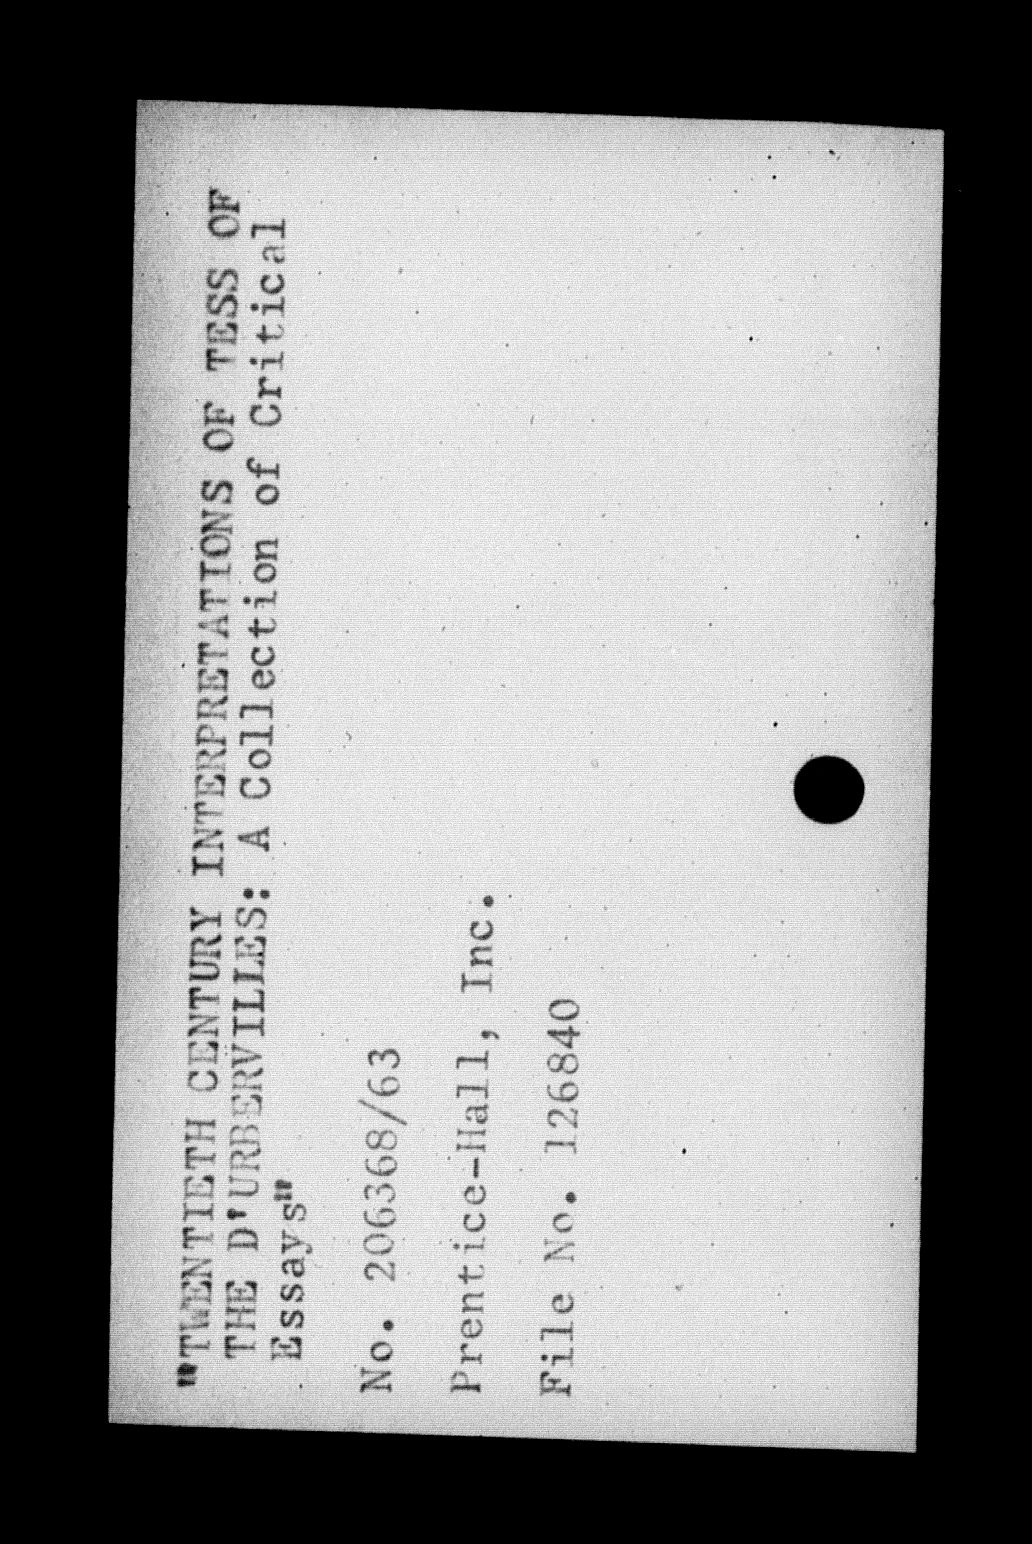 "TWENTIETH CENTURY INTERPRETATIONS OF TESS OF
THE D'URBERVILLES: A Collection of Critical
Essays"
No. 206368/63
Prentice-Hall, Inc.
File No. 126840